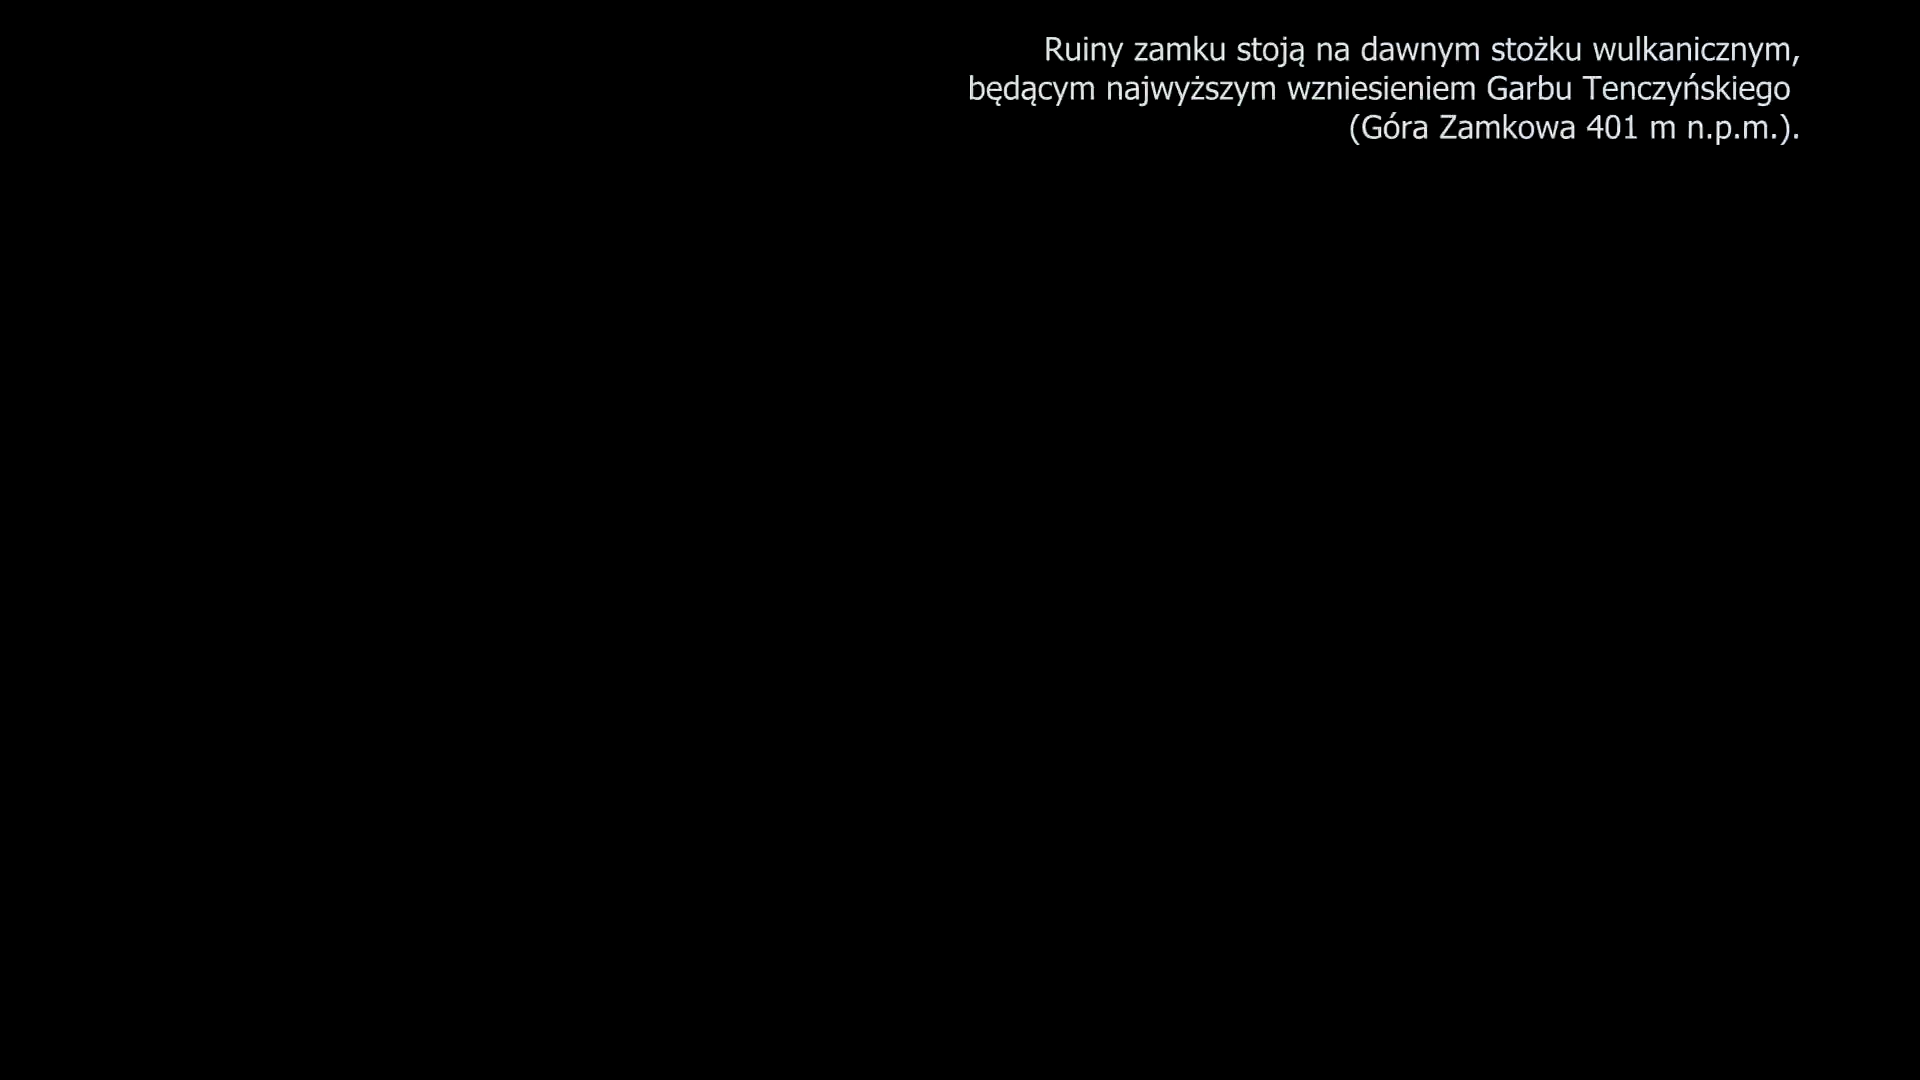 Ruiny zamku stoją na dawnym stożku wulkanicznym,
będącym najwyższym wzniesieniem Garbu Tenczyńskiego
(Góra Zamkowa 401 m n.p.m.).